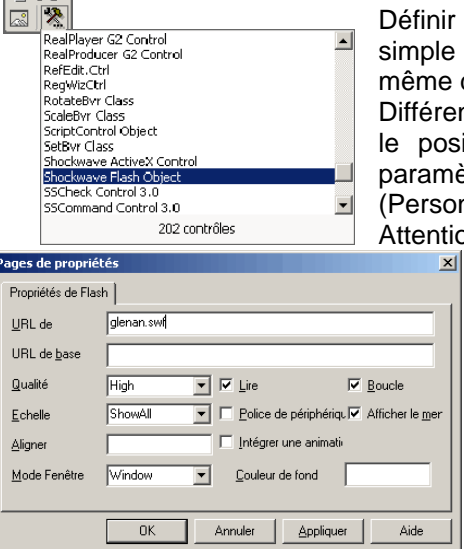 RealPlayer G2 Control
RealProducer G2 Control
RefEdit.Ctrl
RegWizCtrl
RotateBvr Class
ScaleBvr Class
ScriptControl Object
SetBvr Class
Shockwave ActiveX Control
Shockwave Flash Object
SSCheck Control 3.0
SSCommand Control 3.0
202 contrôles
Définir
simple
même
Différen
le posi
paramè
(Person
Attentio
Pages de propriétés
Propriétés de Flash
URL de glenan.swf
URL de base
Qualité High Lire Boucle
Echelle ShowAll Police de périphériqu Afficher le mer
Aligner Intégrer une animati
Mode Fenêtre Window Couleur de fond
OK Annuler Appliquer Aide